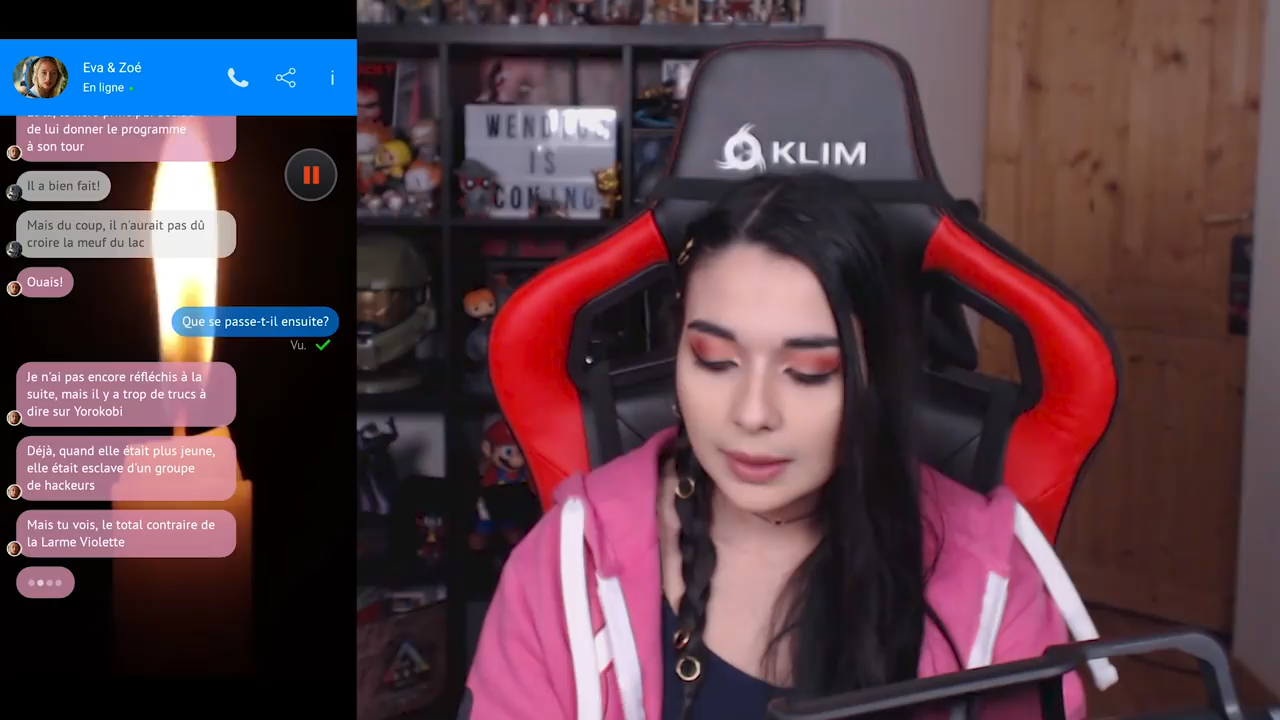 Eva & Zoé
En ligne
de lui donner le programme
à son tour
Il a bien fait!
Mais du coup, il n'aurait pas dû
croire la meuf du lac
Ouais!
Que se passe-t-il ensuite?
Vu.
Je n'ai pas encore réfléchis à la
suite, mais il y a trop de trucs à
dire sur Yorokobi
Déjà, quand elle était plus jeune,
elle était esclave d'un groupe
de hackeurs
Mais tu vois, le total contraire de
la Larme Violette
IS
COMING
KLIM